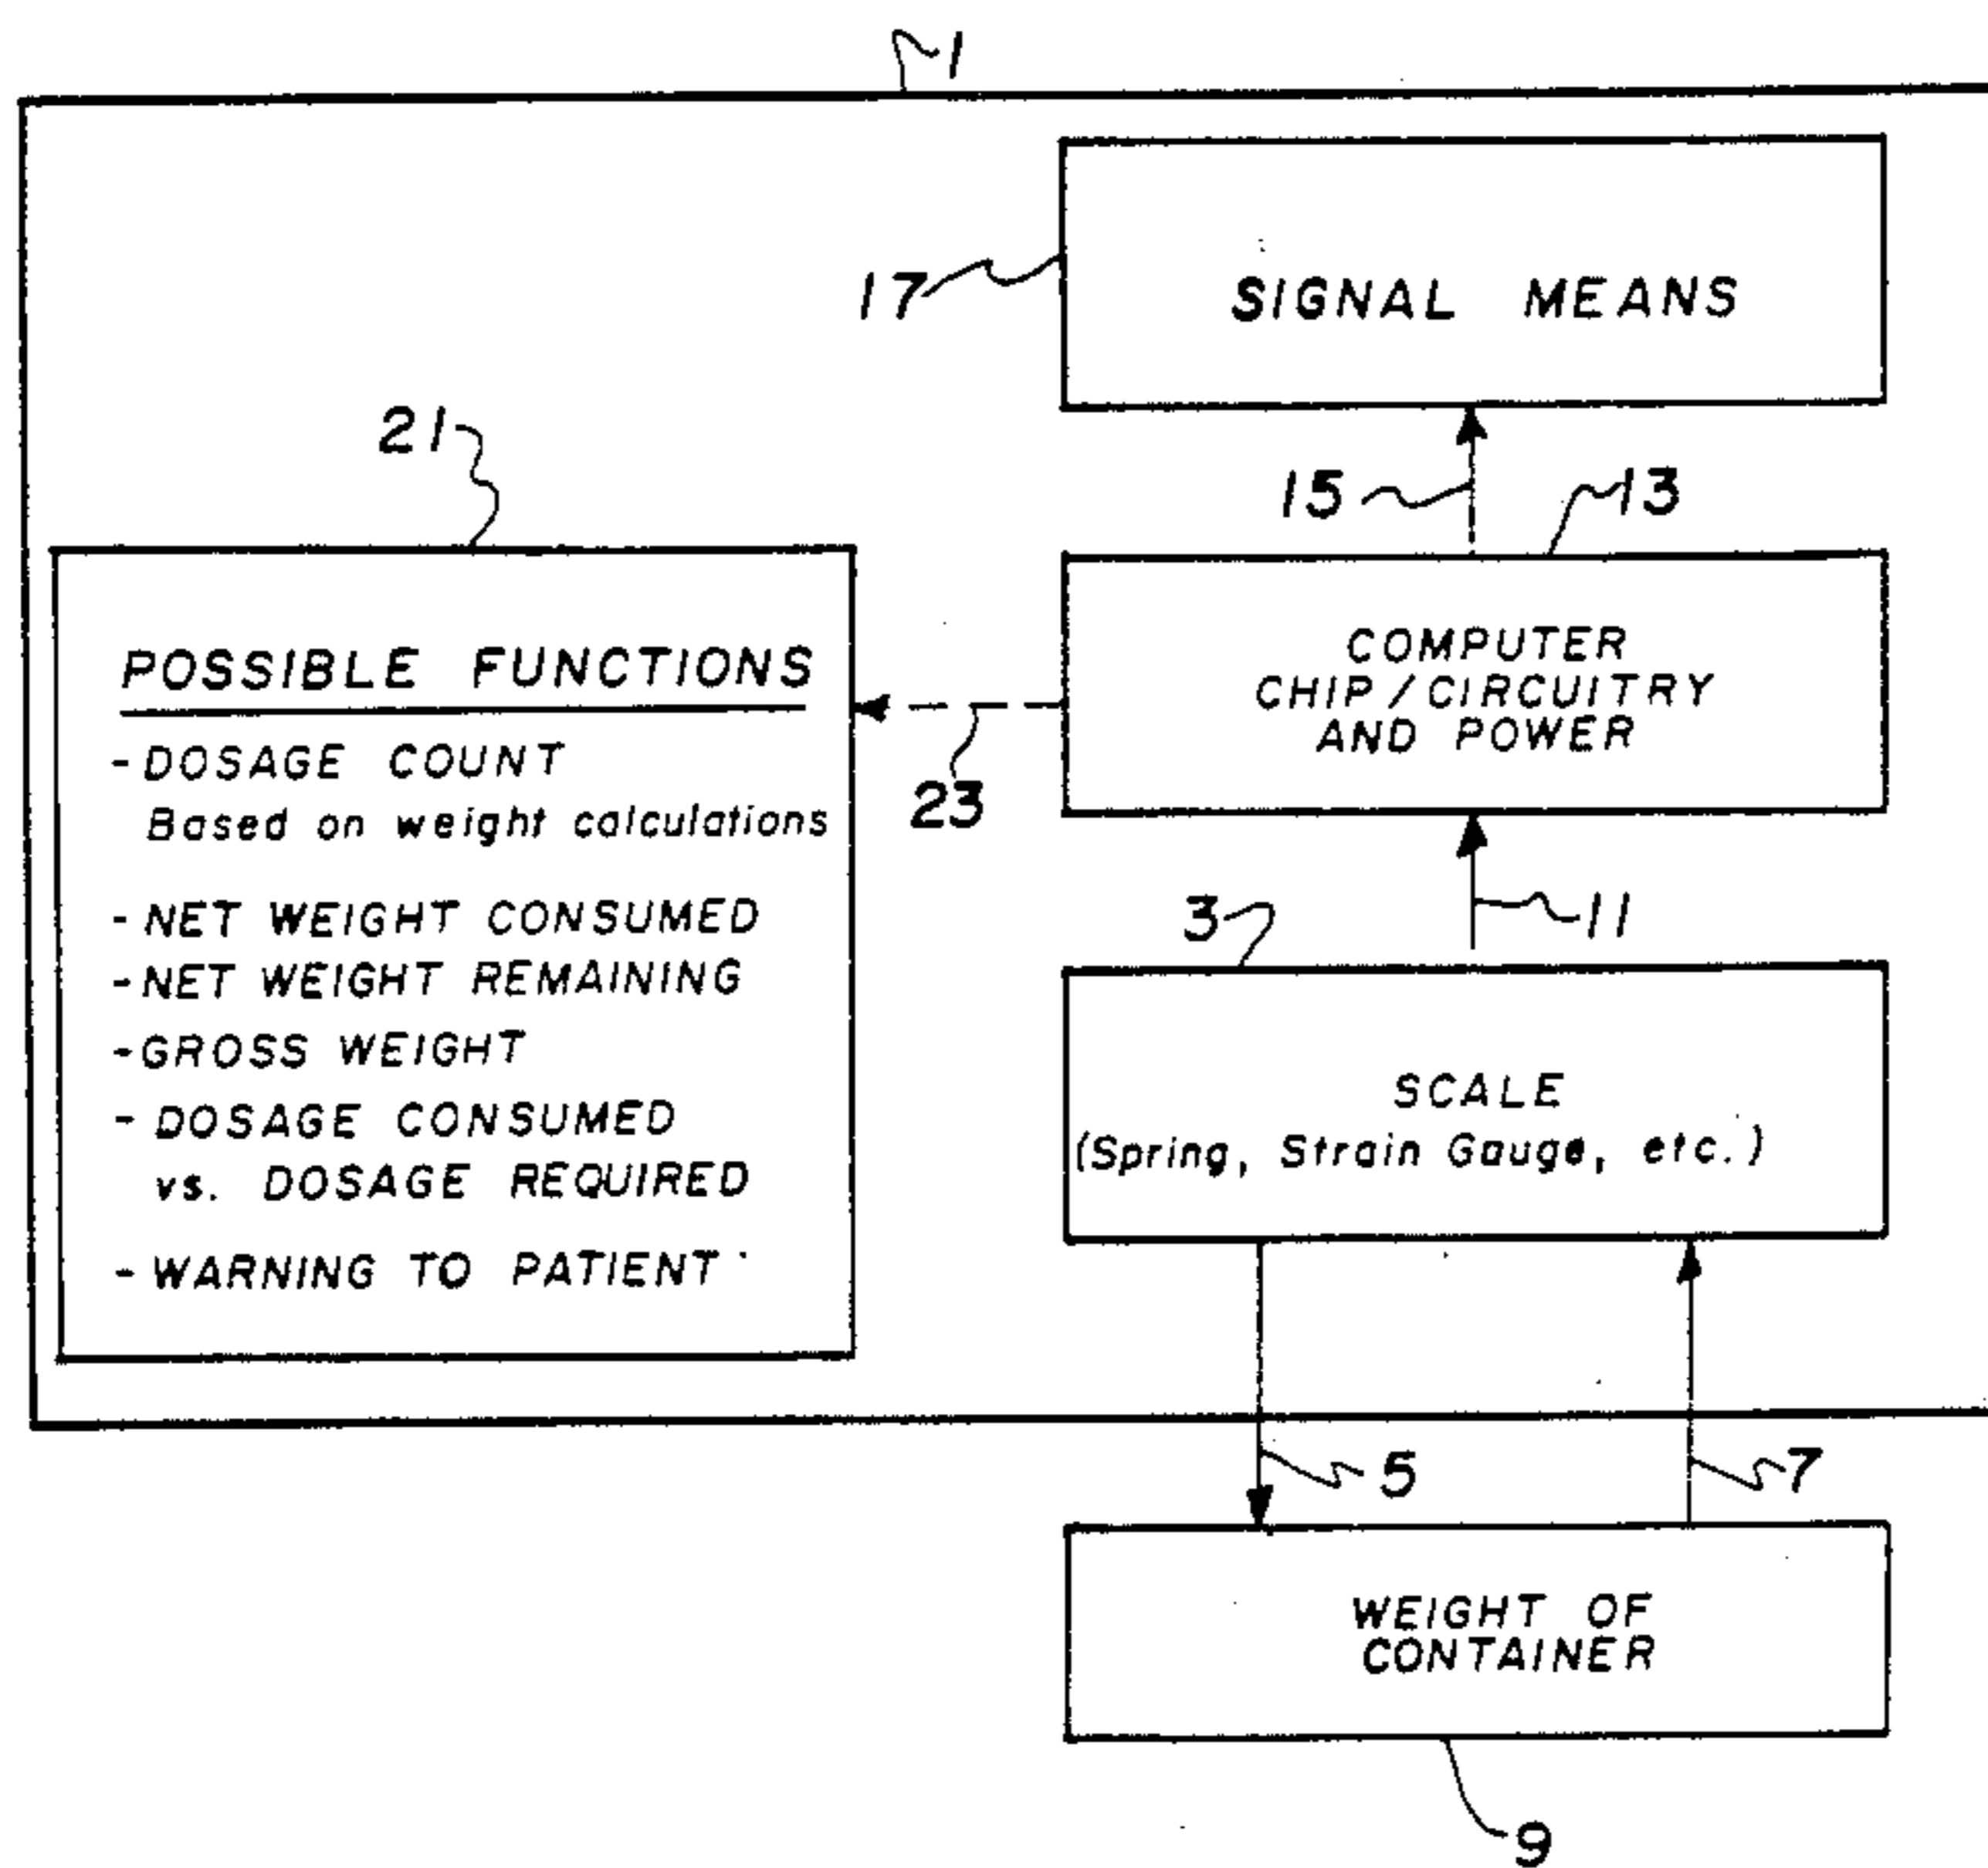 1
17
SIGNAL MEANS
21
15
13
POSSIBLE FUNCTIONS
- DOSAGE COUNT
Based on weight calculations
- NET WEIGHT CONSUMED
- NET WEIGHT REMAINING
- GROSS WEIGHT
- DOSAGE CONSUMED
vs. DOSAGE REQUIRED
- WARNING TO PATIENT
23
COMPUTER
CHIP/CIRCUITRY
AND POWER
11
3
SCALE
(Spring, Strain Gauge, etc.)
5
7
WEIGHT OF
CONTAINER
9